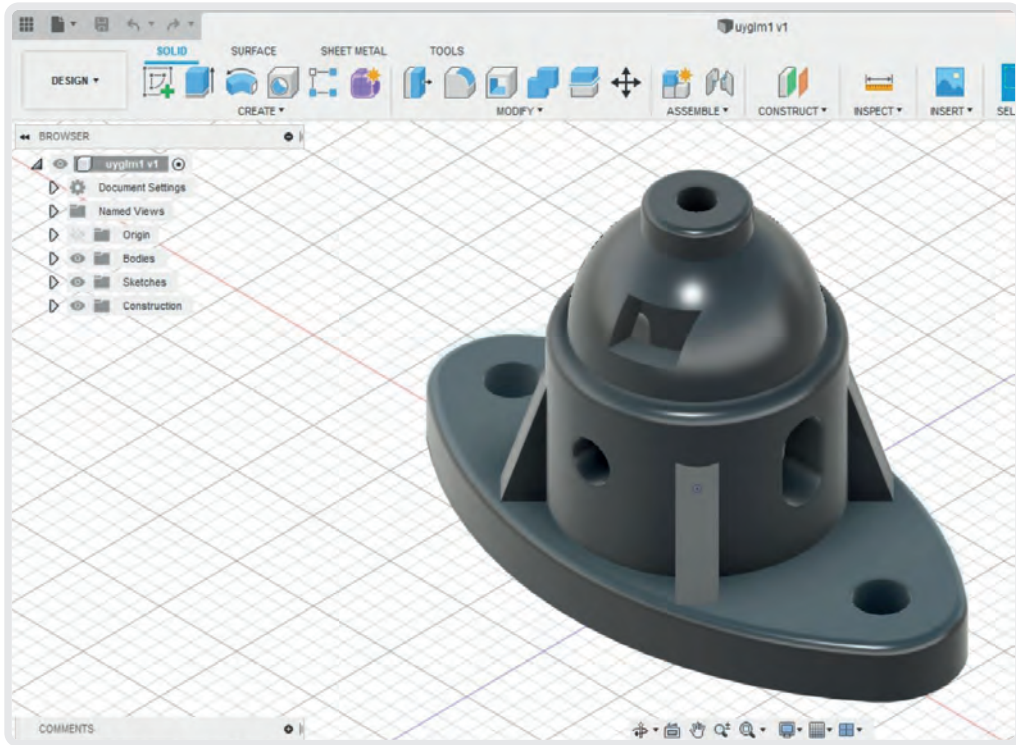 uyglm1 v1
SOLID SURFACE SHEET METAL TOOLS
DESIGN
CREATE MODIFY ASSEMBLE CONSTRUCT INSPECT INSERT SEL
BROWSER
uyglm1 v1
Document Settings
Named Views
Origin
Bodies
Sketches
Construction
COMMENTS